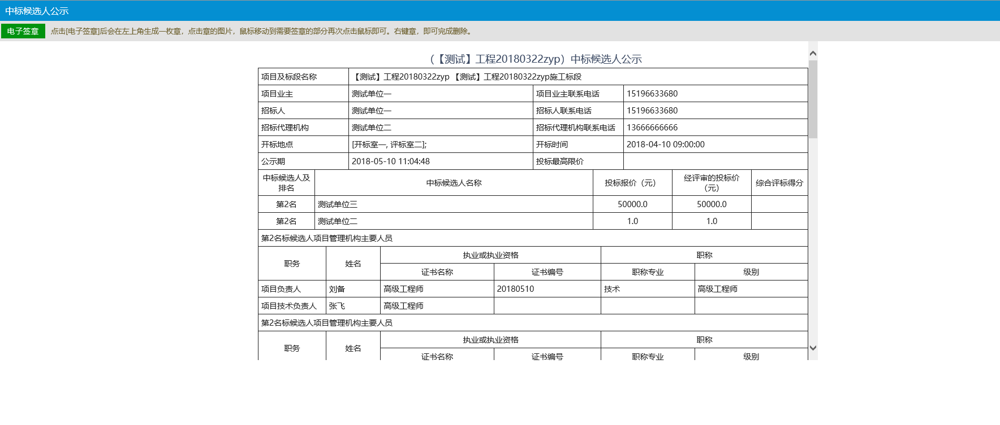 中标候选人公示
电子签章 点击[电子签章]后会在左上角生成一枚章，点击章的图片，鼠标移动到需要签章的部分再次点击鼠标即可。右键章，即可完成删除。
（【测试】工程20180322zyp）中标候选人公示
项目及标段名称 【测试】工程20180322zyp 【测试】工程20180322zyp施工标段
项目业主 测试单位一 项目业主联系电话 15196633680
招标人 测试单位一 招标人联系电话 15196633680
招标代理机构 测试单位二 招标代理机构联系电话 13666666666
开标地点 [开标室一, 评标室二]; 开标时间 2018-04-10 09:00:00
公示期 2018-05-10 11:04:48 投标最高限价
中标候选人及排名 中标候选人名称 投标报价（元） 经评审的投标价（元） 综合评标得分
第2名 测试单位三 50000.0 50000.0
第2名 测试单位二 1.0 1.0
第2名标候选人项目管理机构主要人员
职务 姓名 执业或执业资格 职称
证书名称 证书编号 职称专业 级别
项目负责人 刘备 高级工程师 20180510 技术 高级工程师
项目技术负责人 张飞 高级工程师
第2名标候选人项目管理机构主要人员
职务 姓名 执业或执业资格 职称
证书名称 证书编号 职称专业 级别